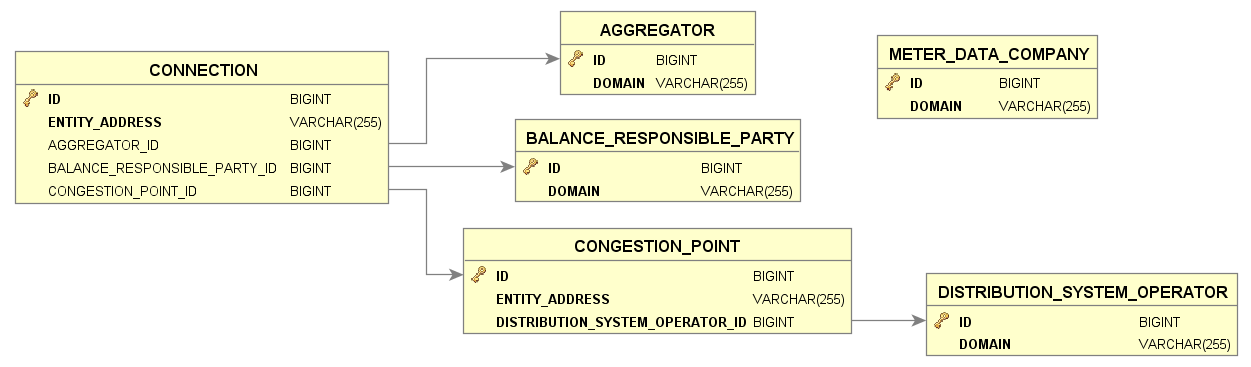 CONNECTION
ID BIGINT
ENTITY_ADDRESS VARCHAR(255)
AGGREGATOR_ID BIGINT
BALANCE_RESPONSIBLE_PARTY_ID BIGINT
CONGESTION_POINT_ID BIGINT
AGGREGATOR
ID BIGINT
DOMAIN VARCHAR(255)
METER_DATA_COMPANY
ID BIGINT
DOMAIN VARCHAR(255)
BALANCE_RESPONSIBLE_PARTY
ID BIGINT
DOMAIN VARCHAR(255)
CONGESTION_POINT
ID BIGINT
ENTITY_ADDRESS VARCHAR(255)
DISTRIBUTION_SYSTEM_OPERATOR_ID BIGINT
DISTRIBUTION_SYSTEM_OPERATOR
ID BIGINT
DOMAIN VARCHAR(255)